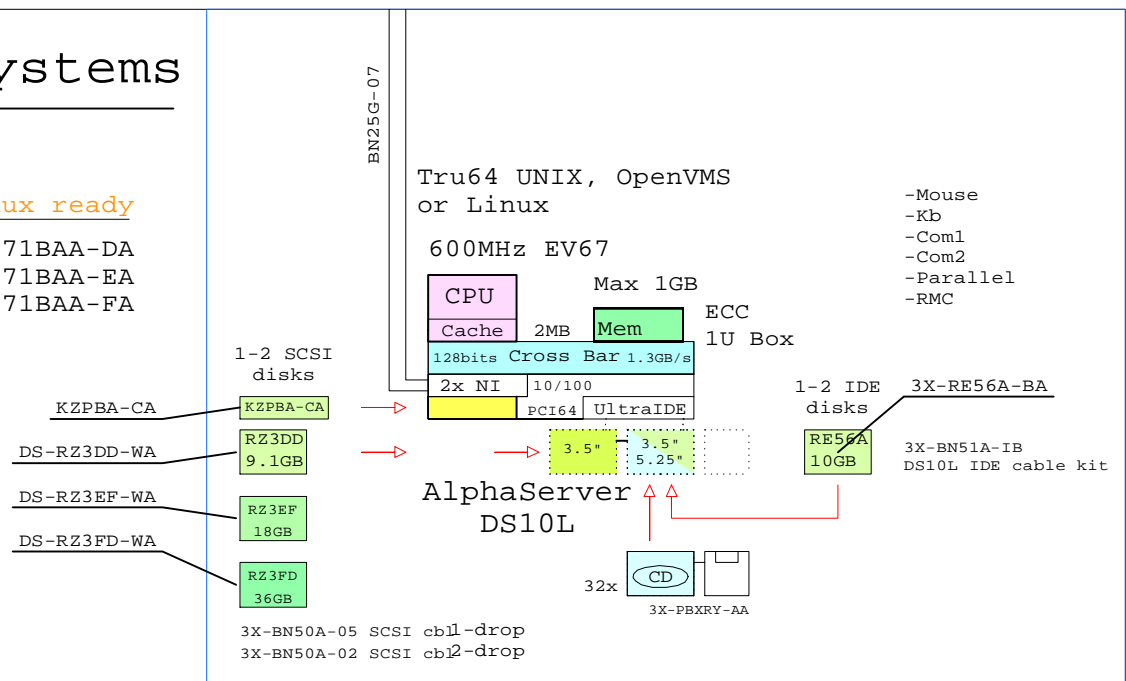 ystems
BN25G-07
Tru64 UNIX, OpenVMS
or Linux
-Mouse
-Kb
-Com1
-Com2
-Parallel
-RMC
ux ready
71BAA-DA
71BAA-EA
71BAA-FA
600MHz EV67
Max 1GB
CPU
Cache
2MB
Mem
ECC
1U Box
128bits Cross Bar 1.3GB/s
2x NI
10/100
PCI64
UltraIDE
1-2 SCSI
disks
1-2 IDE
disks
3X-RE56A-BA
KZPBA-CA
KZPBA-CA
DS-RZ3DD-WA
RZ3DD
9.1GB
3.5"
3.5"
5.25"
RE56A
10GB
3X-BN51A-IB
DS10L IDE cable kit
AlphaServer
DS10L
DS-RZ3EF-WA
RZ3EF
18GB
DS-RZ3FD-WA
RZ3FD
36GB
32x
CD
3X-PBXRY-AA
3X-BN50A-05 SCSI cbl 1-drop
3X-BN50A-02 SCSI cbl 2-drop